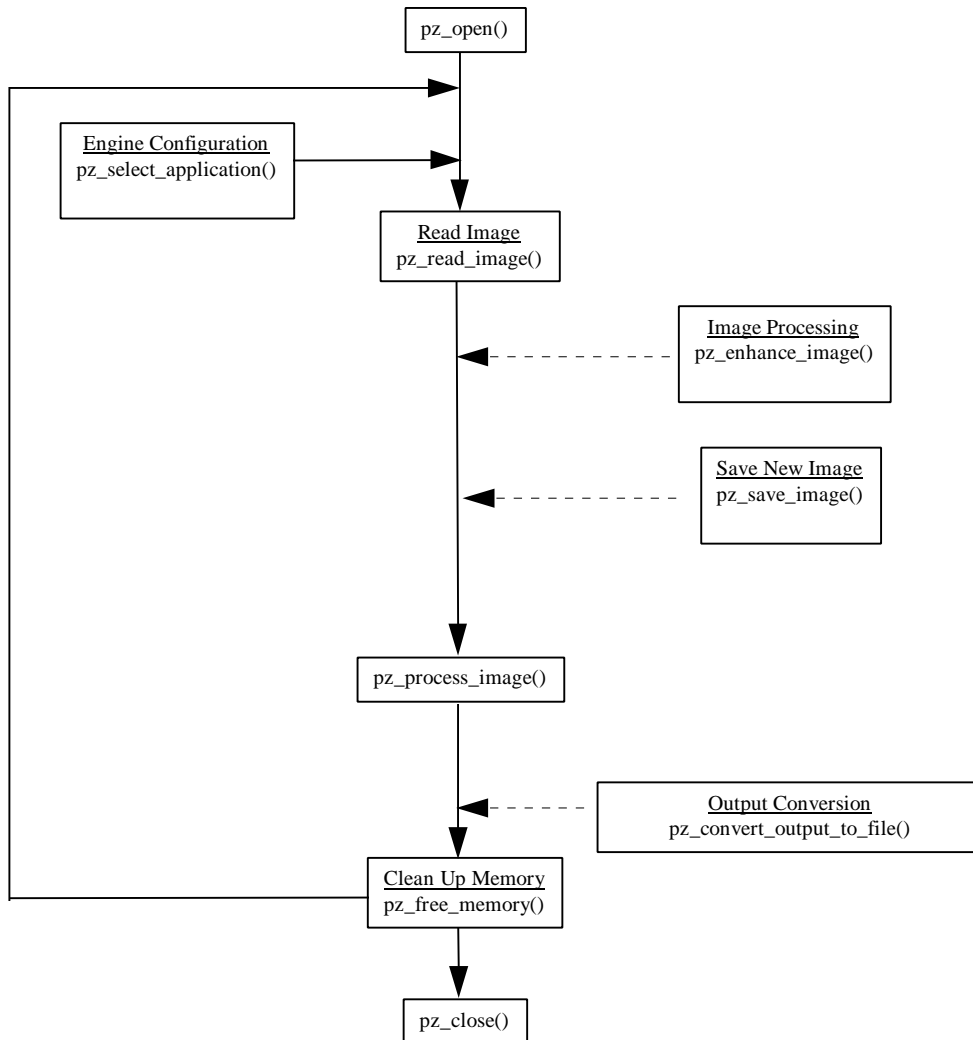 pz_open()
Engine Configuration
pz_select_application()
Read Image
pz_read_image()
Image Processing
pz_enhance_image()
Save New Image
pz_save_image()
pz_process_image()
Output Conversion
pz_convert_output_to_file()
Clean Up Memory
pz_free_memory()
pz_close()